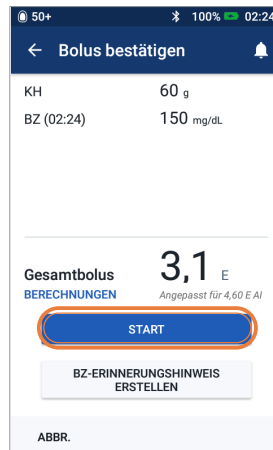 50+ 100% 02:24
Bolus bestätigen
KH 60 g
BZ (02:24) 150 mg/dL
Gesamtbolus 3,1 E
BERECHNUNGEN Angepasst für 4,60 E AI
START
BZ-ERINNERUNGSHINWEIS
ERSTELLEN
ABBR.